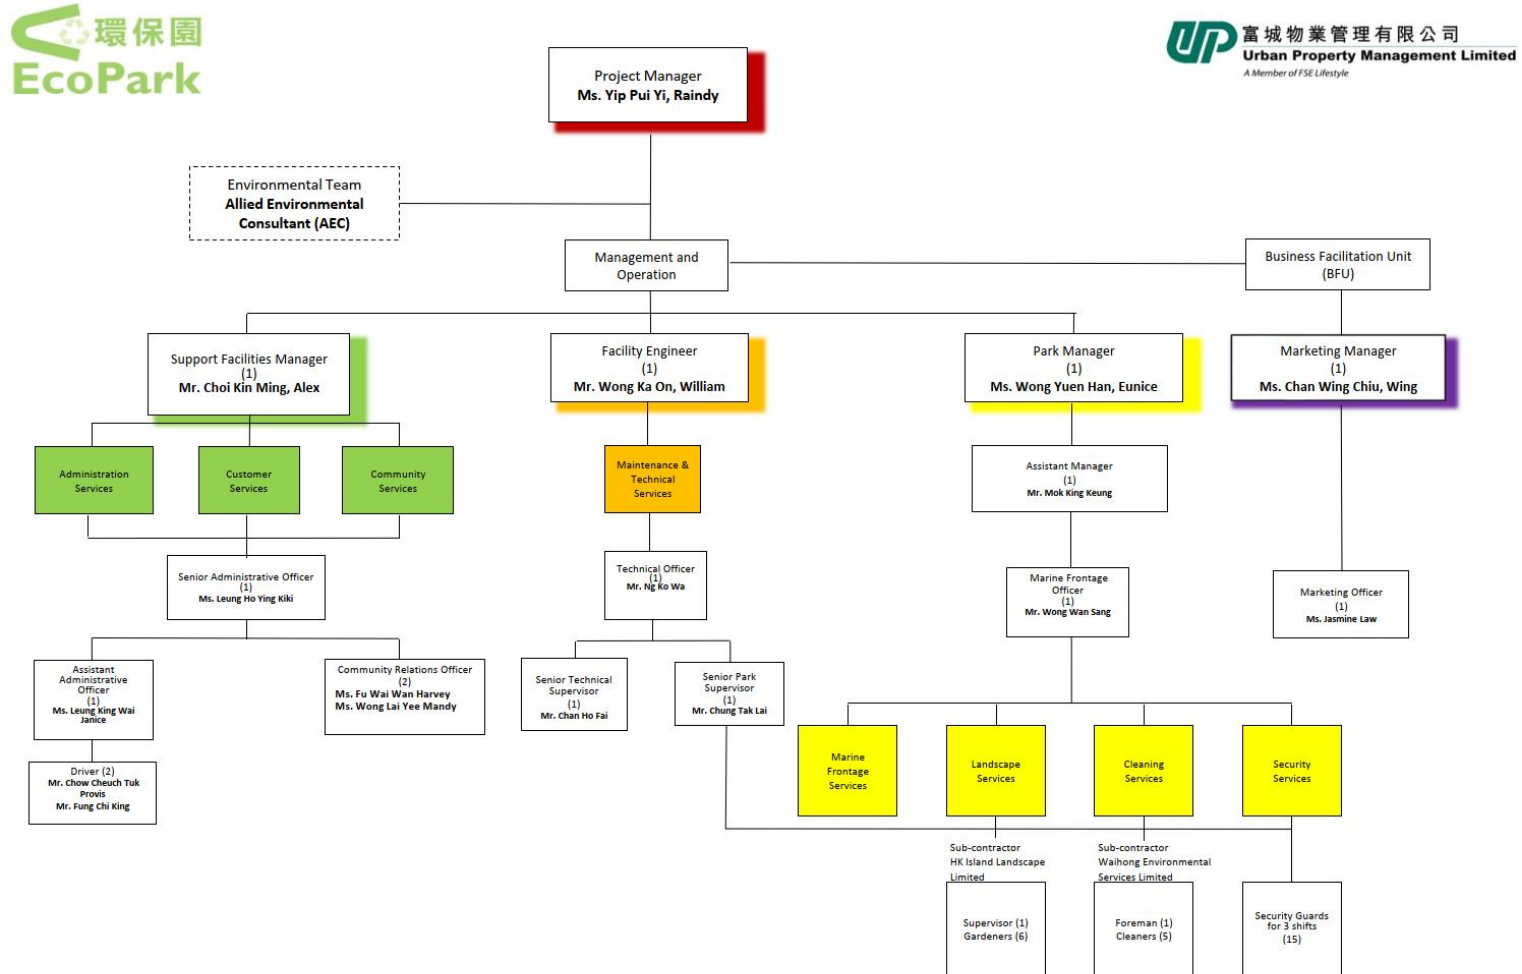 環保園
EcoPark
富城物業管理有限公司
Urban Property Management Limited
A Member of FSE Lifestyle
Project Manager
Ms. Yip Pui Yi, Raindy
Environmental Team
Allied Environmental
Consultant (AEC)
Management and
Operation
Business Facilitation Unit
(BFU)
Support Facilities Manager
(1)
Mr. Choi Kin Ming, Alex
Facility Engineer
(1)
Mr. Wong Ka On, William
Park Manager
(1)
Ms. Wong Yuen Han, Eunice
Marketing Manager
(1)
Ms. Chan Wing Chiu, Wing
Administration
Services
Customer
Services
Community
Services
Maintenance &
Technical
Services
Assistant Manager
(1)
Mr. Mok King Keung
Senior Administrative Officer
(1)
Ms. Leung Ho Ying Kiki
Technical Officer
(1)
Mr. Ng Ko Wa
Marine Frontage
Officer
(1)
Mr. Wong Wan Sang
Marketing Officer
(1)
Ms. Jasmine Law
Assistant
Administrative
Officer
(1)
Ms. Leung King Wai
Janice
Community Relations Officer
(2)
Ms. Fu Wai Wan Harvey
Ms. Wong Lai Yee Mandy
Senior Technical
Supervisor
(1)
Mr. Chan Ho Fai
Senior Park
Supervisor
(1)
Mr. Chung Tak Lai
Driver (2)
Mr. Chow Cheuch Tuk
Provis
Mr. Fung Chi King
Marine
Frontage
Services
Landscape
Services
Cleaning
Services
Security
Services
Sub-contractor
HK Island Landscape
Limited
Sub-contractor
Waihong Environmental
Services Limited
Supervisor (1)
Gardeners (6)
Foreman (1)
Cleaners (5)
Security Guards
for 3 shifts
(15)